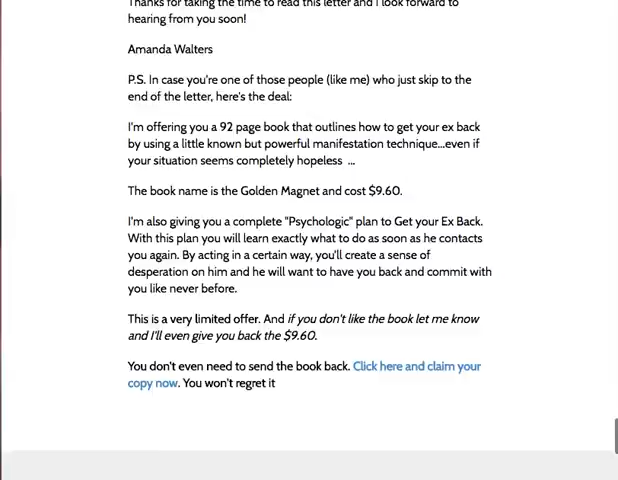 Thanks for taking the time to read this letter and I look forward to
hearing from you soon!
Amanda Walters
P.S. In case you're one of those people (like me) who just skip to the
end of the letter, here's the deal:
I'm offering you a 92 page book that outlines how to get your ex back
by using a little known but powerful manifestation technique...even if
your situation seems completely hopeless ...
The book name is the Golden Magnet and cost $9.60.
I'm also giving you a complete "Psychologic" plan to Get your Ex Back.
With this plan you will learn exactly what to do as soon as he contacts
you again. By acting in a certain way, you'll create a sense of
desperation on him and he will want to have you back and commit with
you like never before.
This is a very limited offer. And if you don't like the book let me know
and I'll even give you back the $9.60.
You don't even need to send the book back. Click here and claim your
copy now. You won't regret it